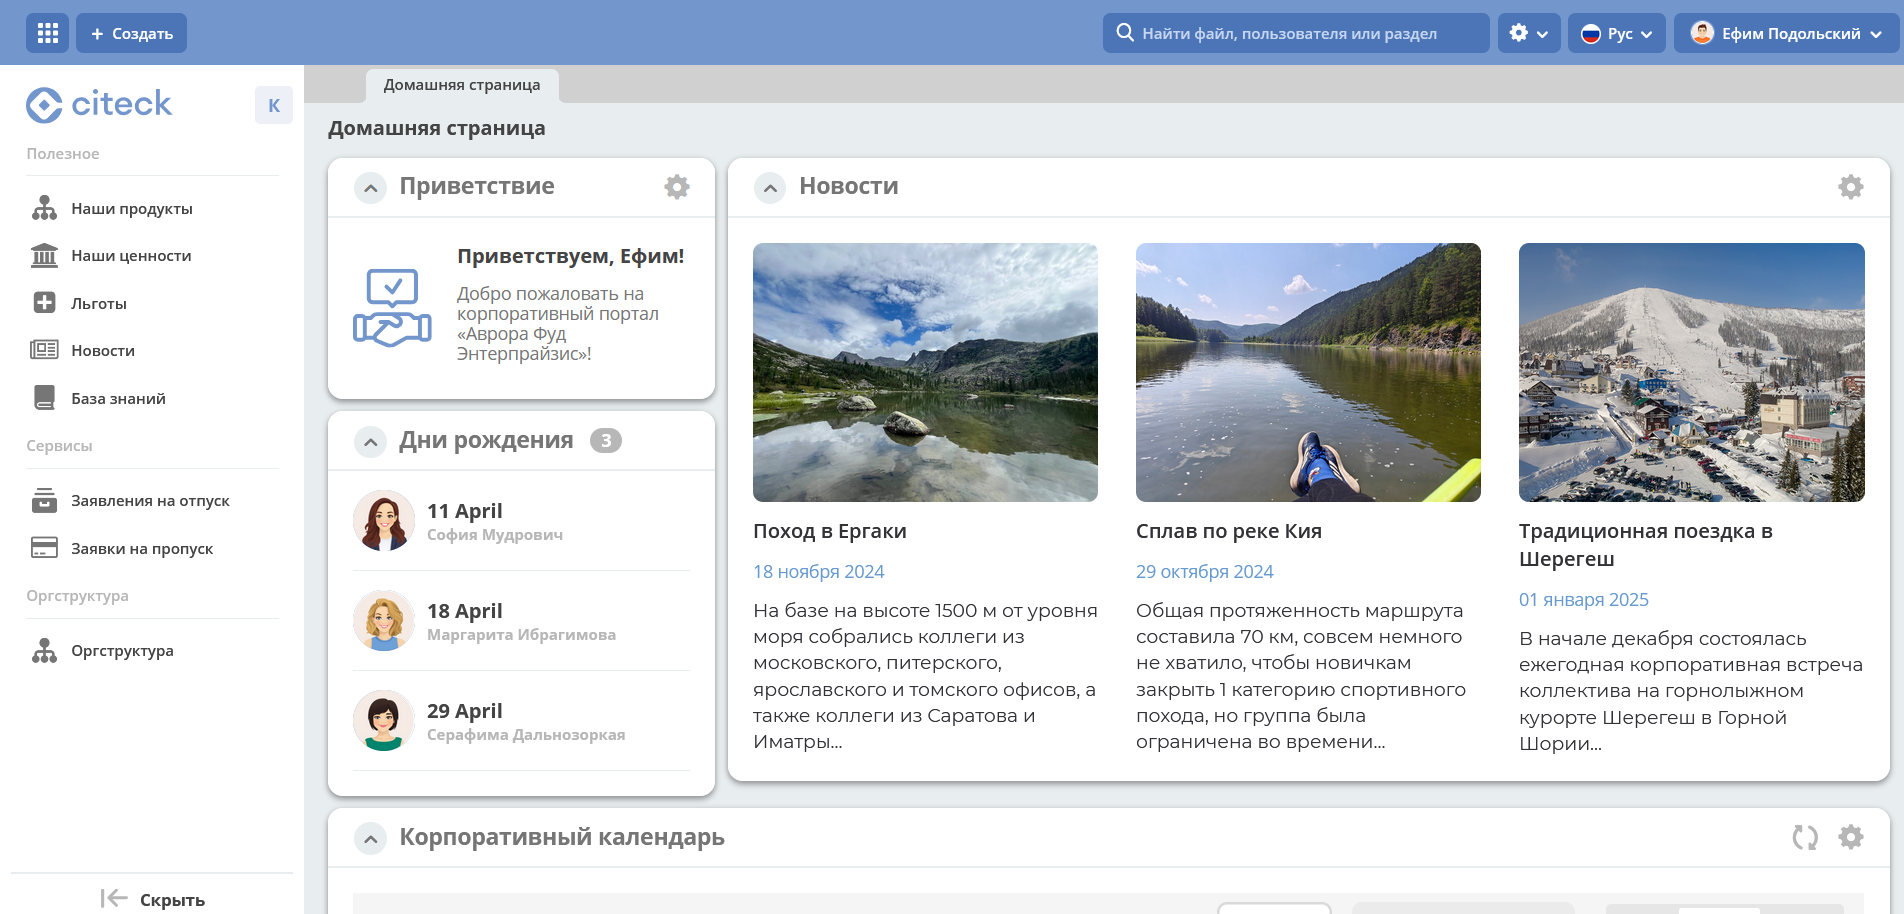 + Создать
Найти файл, пользователя или раздел
Рус
Ефим Подольский
citeck
K
Полезное
Наши продукты
Наши ценности
Льготы
Новости
База знаний
Сервисы
Заявления на отпуск
Заявки на пропуск
Оргструктура
Оргструктура
Скрыть
Домашняя страница
Домашняя страница
Приветствие
Приветствуем, Ефим!
Добро пожаловать на
корпоративный портал
«Аврора Фуд
Энтерпрайзис»!
Дни рождения 3
11 April
София Мудрович
18 April
Маргарита Ибрагимова
29 April
Серафима Дальнозоркая
Новости
Поход в Ергаки
18 ноября 2024
На базе на высоте 1500 м от уровня
моря собрались коллеги из
московского, питерского,
ярославского и томского офисов, а
также коллеги из Саратова и
Иматры...
Сплав по реке Кия
29 октября 2024
Общая протяженность маршрута
составила 70 км, совсем немного
не хватило, чтобы новичкам
закрыть 1 категорию спортивного
похода, но группа была
ограничена во времени...
Традиционная поездка в
Шерегеш
01 января 2025
В начале декабря состоялась
ежегодная корпоративная встреча
коллектива на горнолыжном
курорте Шерегеш в Горной
Шории...
Корпоративный календарь